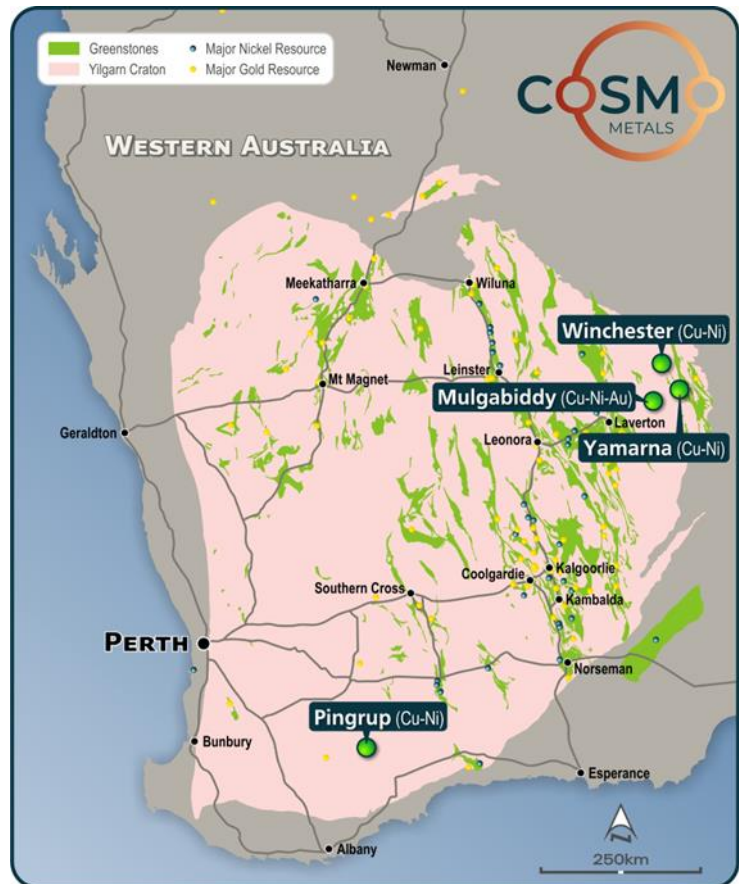 Greenstones
Yilgarn Craton
Major Nickel Resource
Major Gold Resource
COSMO
METALS
Newman
WESTERN AUSTRALIA
Meekatharra
Wiluna
Winchester (Cu-Ni)
Leinster
Mt Magnet
Mulgabiddy (Cu-Ni-Au)
Laverton
Geraldton
Leonora
Yamarna (Cu-Ni)
Coolgardie
Kalgoorlie
Southern Cross
Kambalda
PERTH
Norseman
Pingrup (Cu-Ni)
Bunbury
Esperance
N
Albany
250km